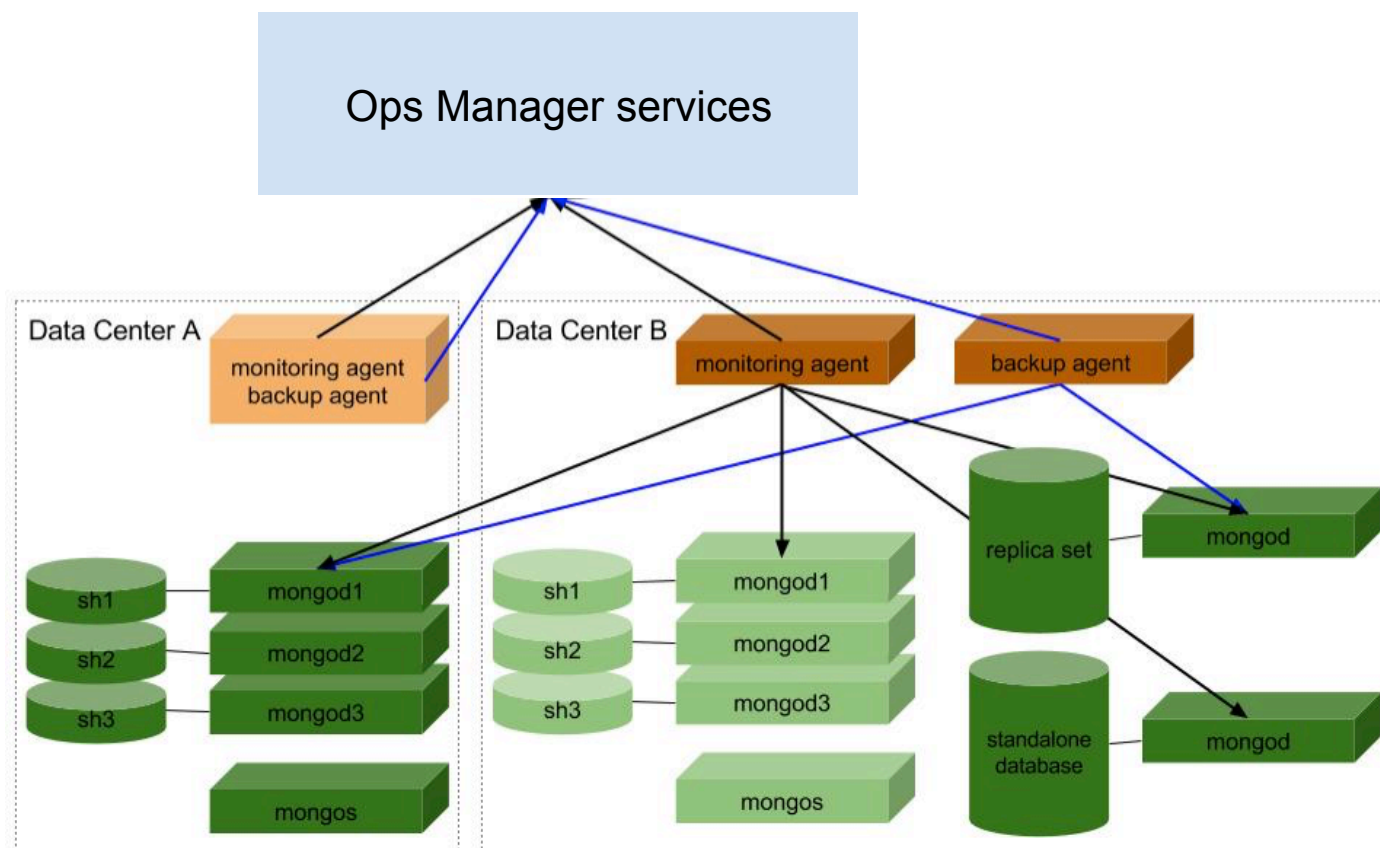 Ops Manager services
Data Center A
monitoring agent
backup agent
Data Center B
monitoring agent
backup agent
sh1
mongod1
sh2
mongod2
sh3
mongod3
mongos
sh1
mongod1
sh2
mongod2
sh3
mongod3
mongos
replica set
mongod
standalone
database
mongod